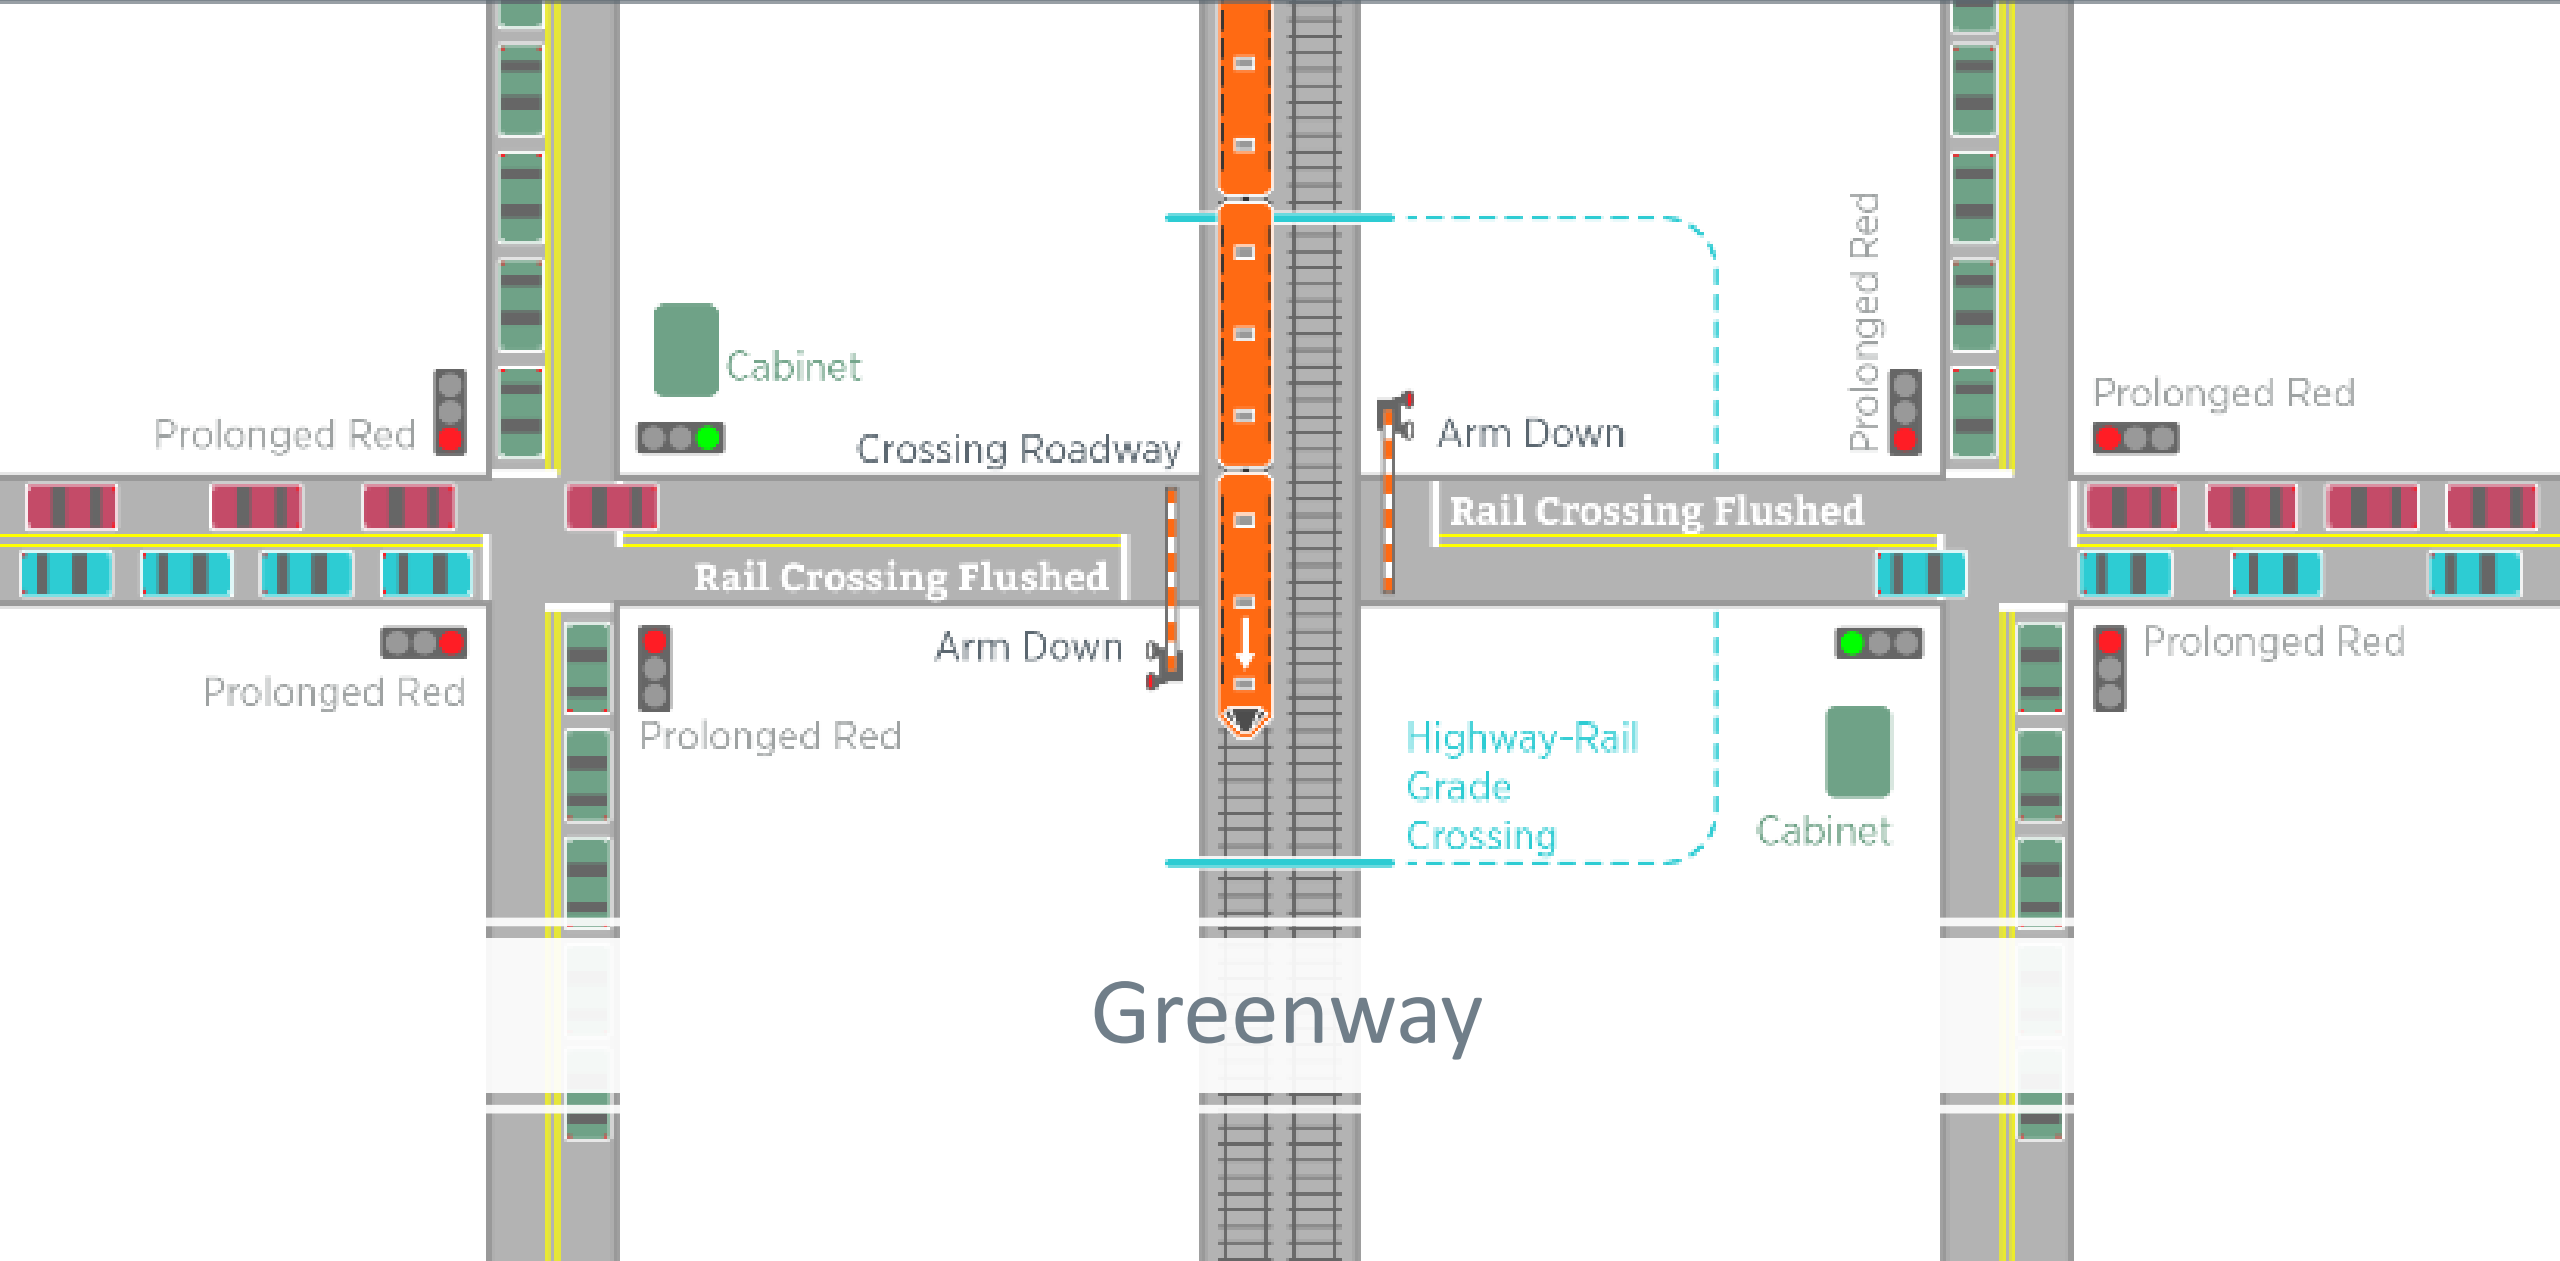 Prolonged Red
Cabinet
Crossing Roadway
Arm Down
Prolonged Red
Prolonged Red
Rail Crossing Flushed
Rail Crossing Flushed
Prolonged Red
Prolonged Red
Arm Down
Highway-Rail
Grade
Crossing
Cabinet
Prolonged Red
Greenway